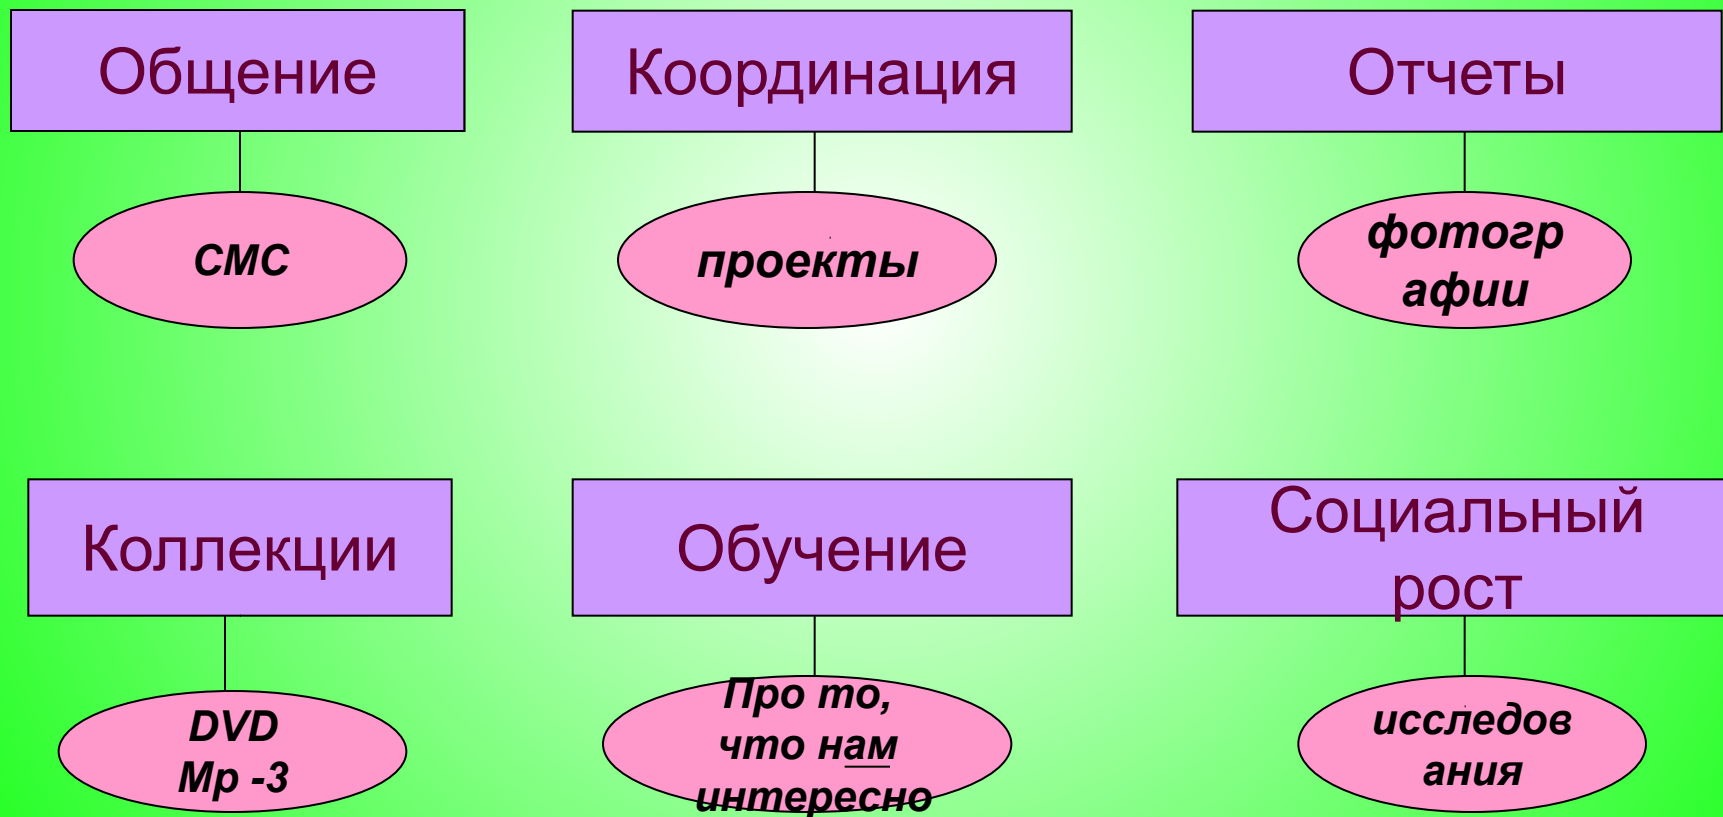 Общение
СМС
Координация
проекты
Отчеты
фотогр
афии
Коллекции
DVD
Mp -3
Обучение
Про то,
что нам
интересно
Социальный
рост
исследов
ания